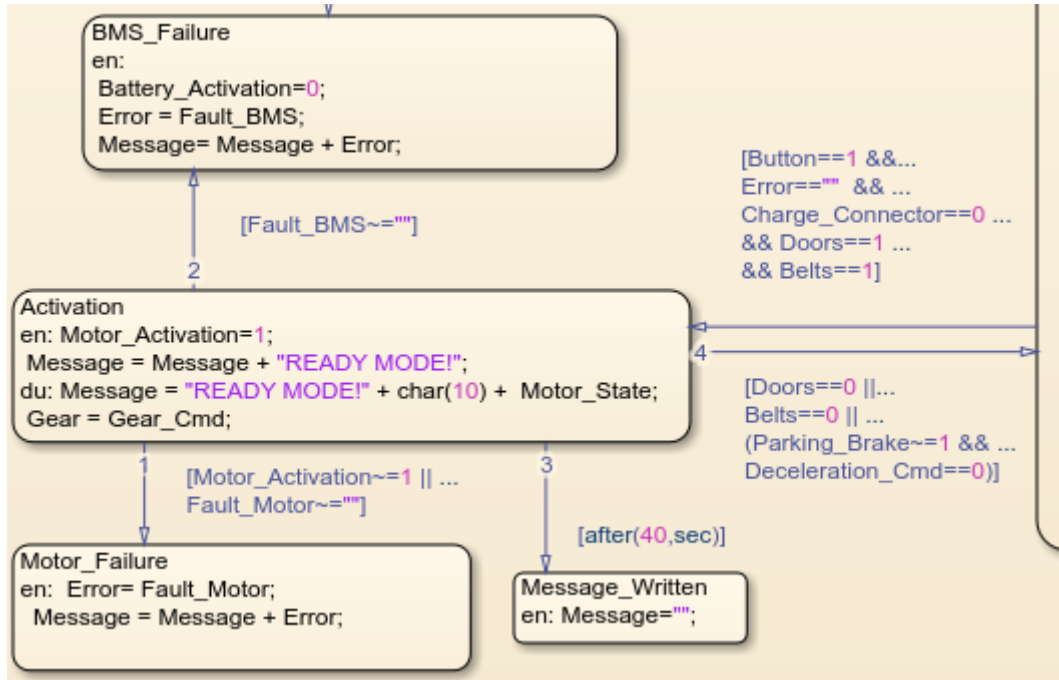 BMS_Failure
en:
Battery_Activation=0;
Error = Fault_BMS;
Message= Message + Error;
[Button==1 &&...
Error==""  && ...
Charge_Connector==0 ...
&& Doors==1 ...
&& Belts==1]
[Fault_BMS~=""]
2
Activation
en: Motor_Activation=1;
Message = Message + "READY MODE!";
du: Message = "READY MODE!" + char(10) +  Motor_State;
Gear = Gear_Cmd;
4
[Doors==0 ||...
Belts==0 || ...
(Parking_Brake~=1 && ...
Deceleration_Cmd==0)]
1
[Motor_Activation~=1 || ...
Fault_Motor~=""]
3
[after(40,sec)]
Motor_Failure
en:  Error= Fault_Motor;
Message = Message + Error;
Message_Written
en: Message="";